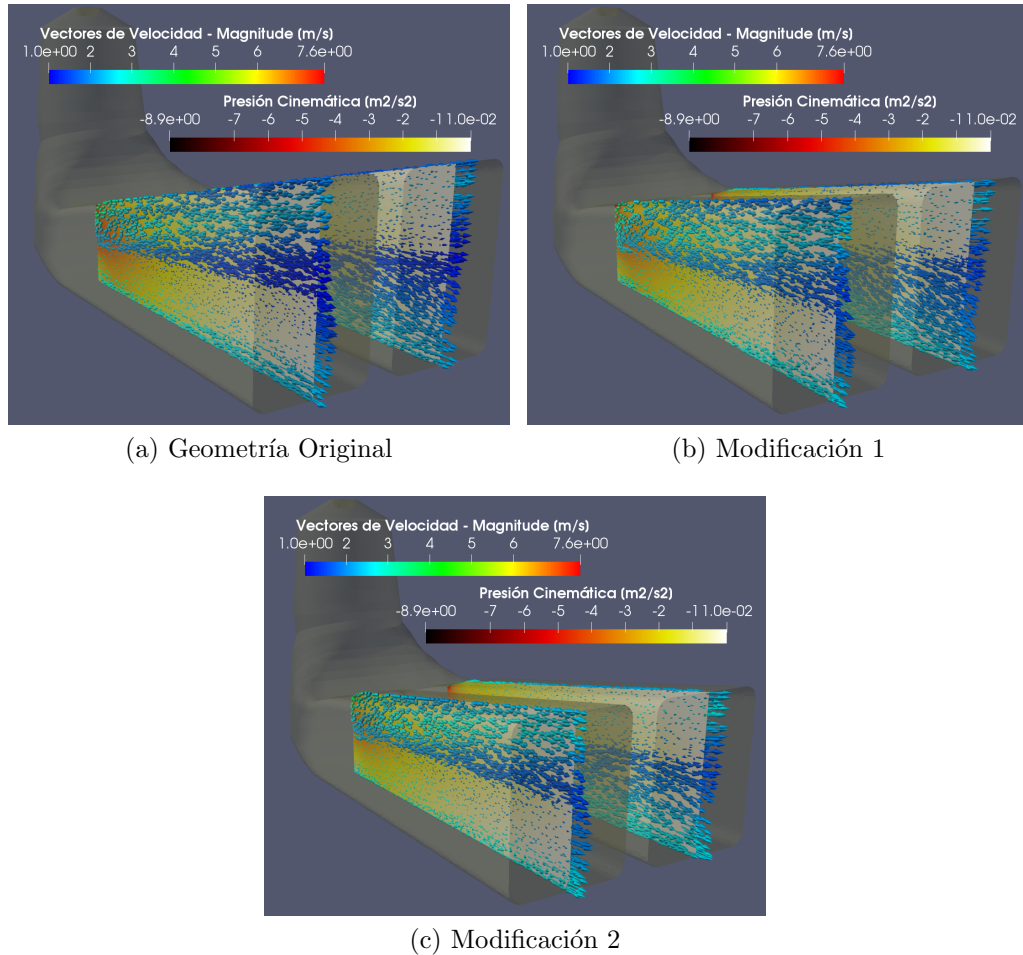 Vectores de Velocidad - Magnitude (m/s)
1.0e+00 2 3 4 5 6 7.6e+00
Presión Cinemática (m2/s2)
-8.9e+00 -7 -6 -5 -4 -3 -2 -11.0e-02
(a) Geometría Original
Vectores de Velocidad - Magnitude (m/s)
1.0e+00 2 3 4 5 6 7.6e+00
Presión Cinemática (m2/s2)
-8.9e+00 -7 -6 -5 -4 -3 -2 -11.0e-02
(b) Modificación 1
Vectores de Velocidad - Magnitude (m/s)
1.0e+00 2 3 4 5 6 7.6e+00
Presión Cinemática (m2/s2)
-8.9e+00 -7 -6 -5 -4 -3 -2 -11.0e-02
(c) Modificación 2